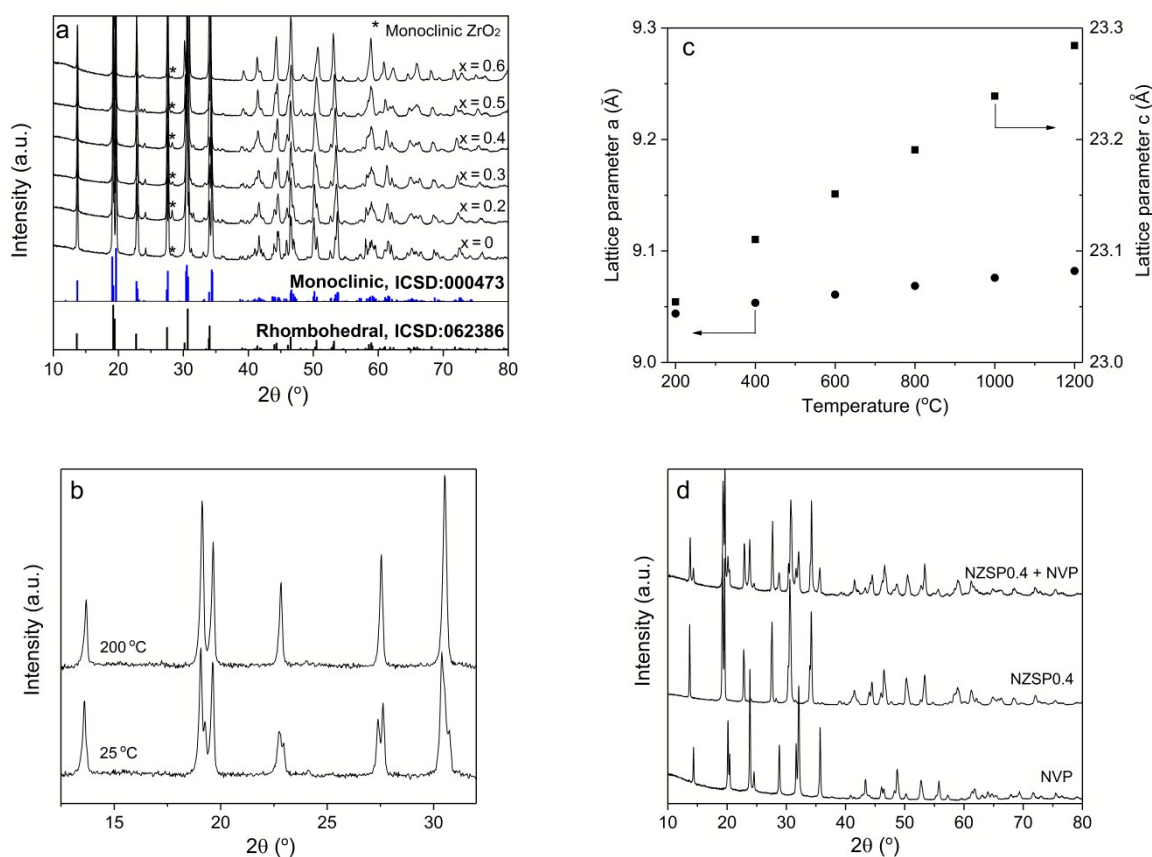 a
* Monoclinic ZrO2
x = 0.6
x = 0.5
*
x = 0.4
*
x = 0.3
*
x = 0.2
*
x = 0
*
*
Monoclinic, ICSD:000473
Rhombohedral, ICSD:062386
Intensity (a.u.)
10 20 30 40 50 60 70 80
2θ (°)
c
9.3
9.2
9.1
9.0
Lattice parameter a (Ă)
23.3
23.2
23.1
23.0
Lattice parameter c (Å)
200 400 600 800 1000 1200
Temperature (°C)
b
200 °C
25 °C
Intensity (a.u.)
15 20 25 30
2θ (°)
d
NZSP0.4 + NVP
NZSP0.4
NVP
Intensity (a.u.)
10 20 30 40 50 60 70 80
2θ (°)